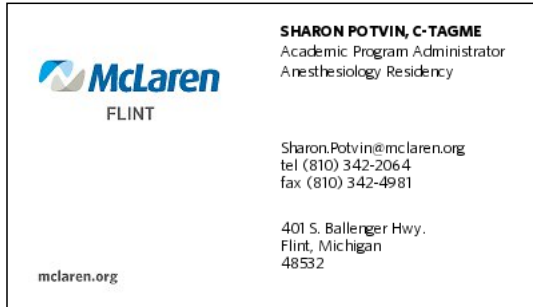 McLaren
FLINT
SHARON POTVIN, C-TAGME
Academic Program Administrator
Anesthesiology Residency
Sharon.Potvin@mclaren.org
tel (810) 342-2064
fax (810) 342-4981
401 S. Ballenger Hwy.
Flint, Michigan
48532
mclaren.org